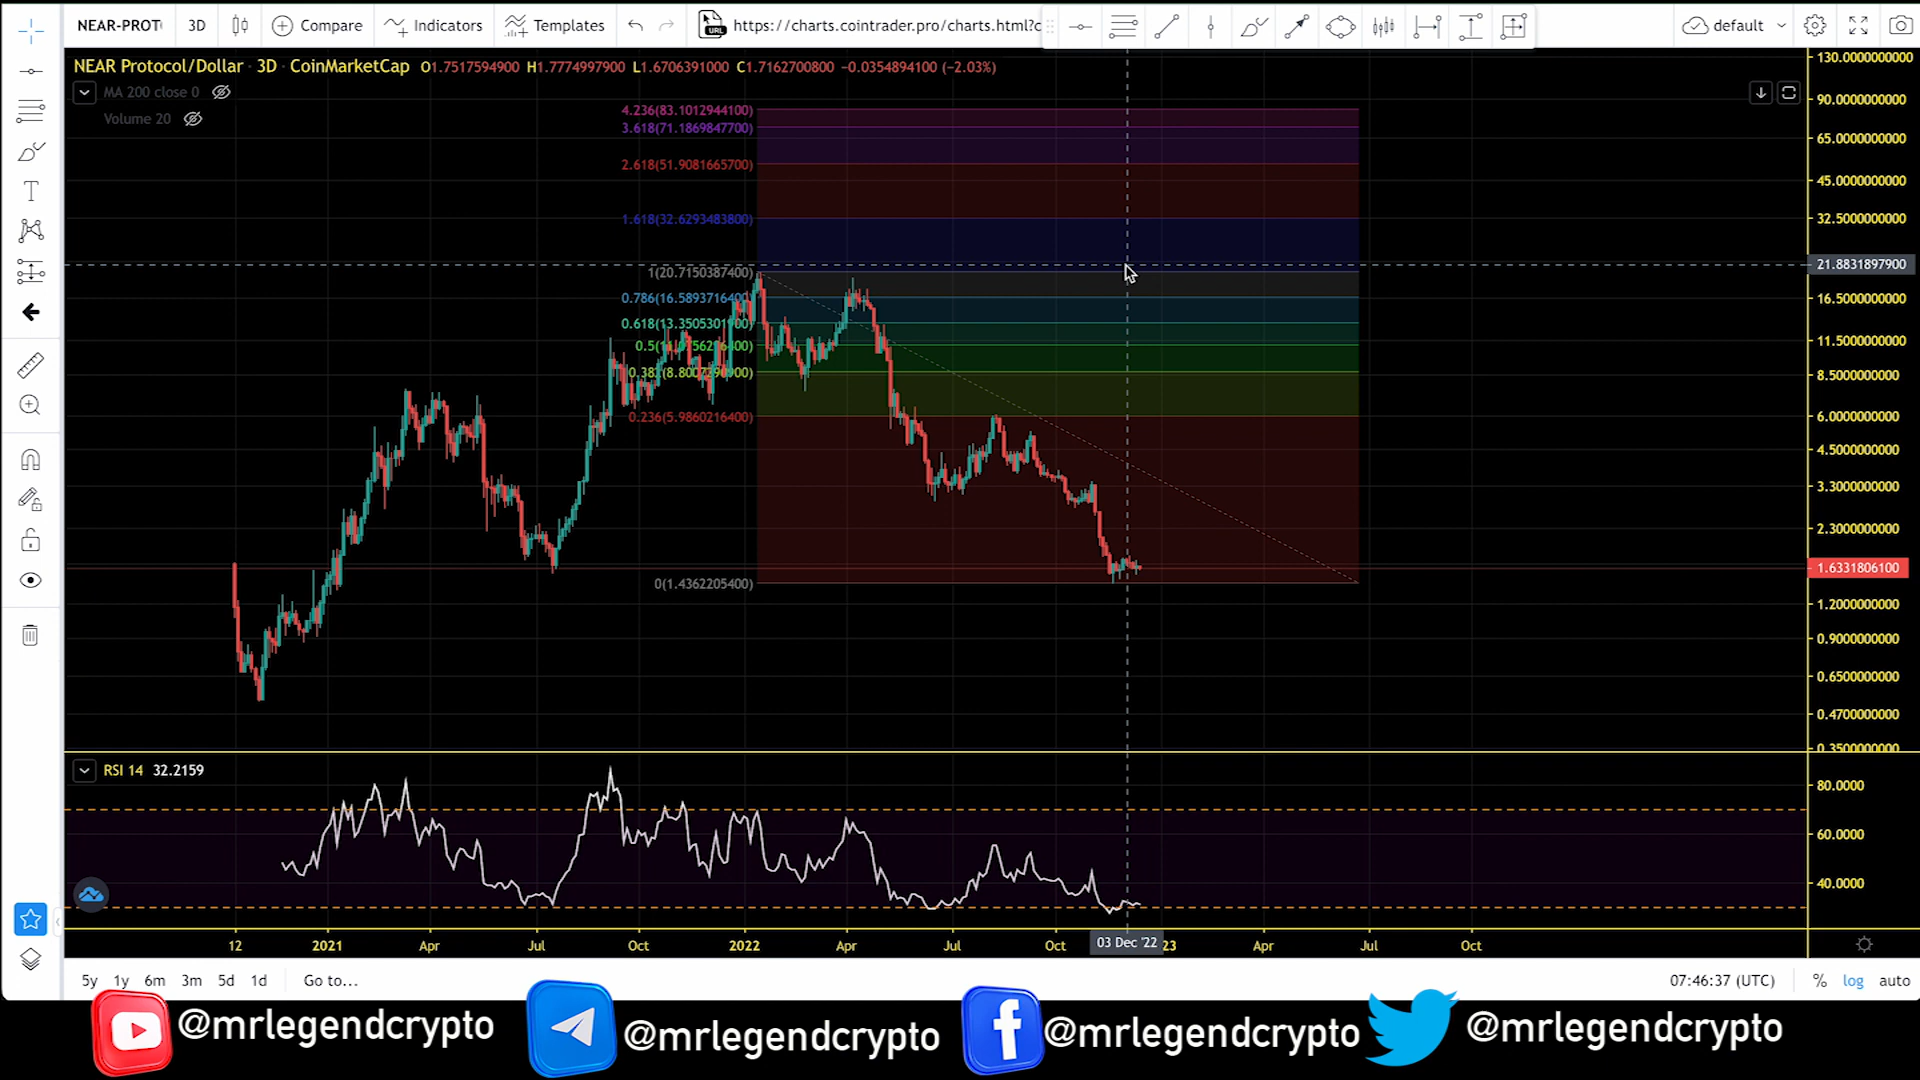 NEAR-PROT
3D
Compare
Indicators
Templates
URL
https://charts.cointrader.pro/charts.html?c
default
NEAR Protocol/Dollar · 3D · CoinMarketCap O1.7517594900 H1.7774997900 L1.6706391000 C1.7162700800 −0.0354894100 (−2.03%)
MA 200 close 0
Volume 20
4.236(83.1012944100)
3.618(71.1869847700)
2.618(51.9081665700)
1.618(32.6293483800)
1(20.7150387400)
0.786(16.5893716400)
0.618(13.3505301900)
0.236(5.9860216400)
0(1.4362205400)
130.0000000000
90.0000000000
65.0000000000
45.0000000000
32.5000000000
21.8831897900
16.5000000000
11.5000000000
8.5000000000
6.0000000000
4.5000000000
3.3000000000
2.3000000000
1.6331806100
1.2000000000
0.9000000000
0.6500000000
0.4700000000
0.3500000000
RSI 14 32.2159
80.0000
60.0000
40.0000
12 2021 Apr Jul Oct 2022 Apr Jul Oct 03 Dec '22 23 Apr Jul Oct
5y 1y 6m 3m 5d 1d Go to...
07:46:37 (UTC) % log auto
@mrlegendcrypto
@mrlegendcrypto
@mrlegendcrypto
@mrlegendcrypto